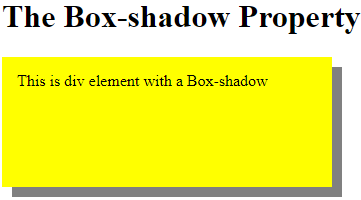 The Box-shadow Property
This is div element with a Box-shadow